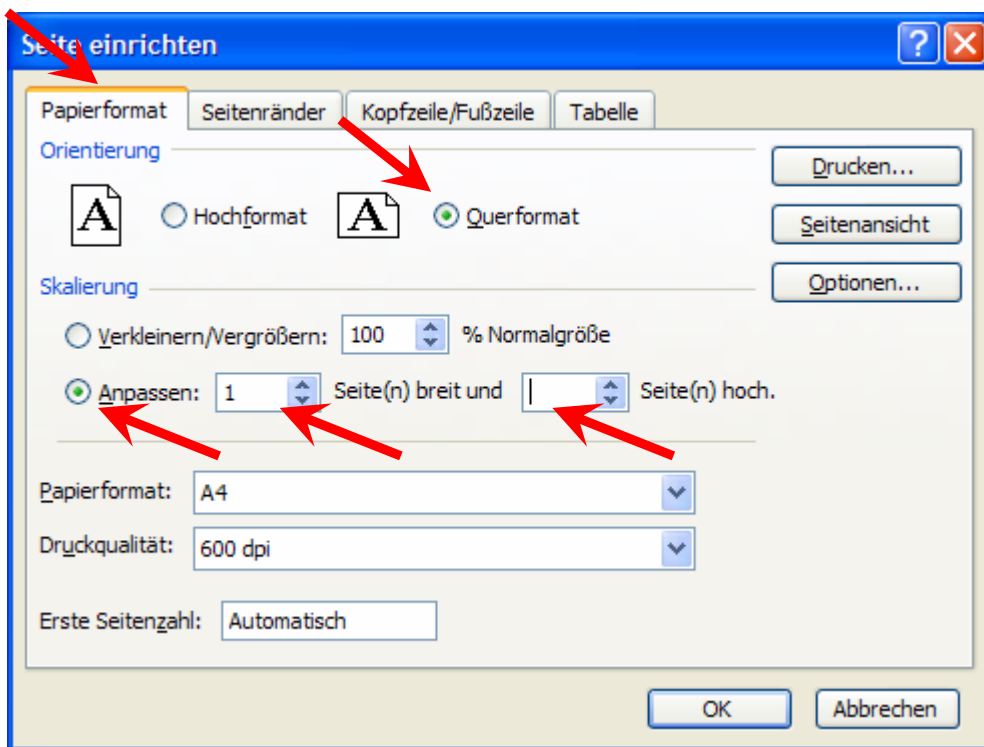 Seite einrichten
Papierformat Seitenränder Kopfzeile/Fußzeile Tabelle
Orientierung
Drucken...
A Hochformat A Querformat
Seitenansicht
Skalierung
Optionen...
Verkleinern/Vergrößern: 100 % Normalgröße
Anpassen: 1 Seite(n) breit und Seite(n) hoch.
Papierformat: A4
Druckqualität: 600 dpi
Erste Seitenzahl: Automatisch
OK Abbrechen